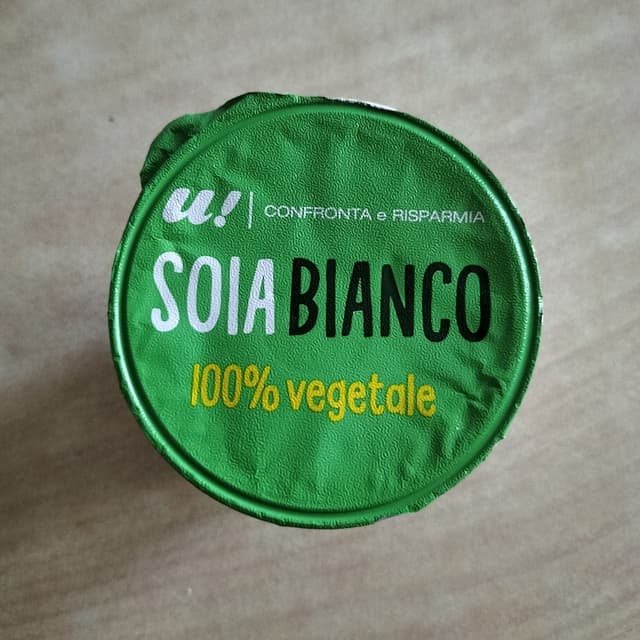 u! | CONFRONTA e RISPARMIA
SOIA BIANCO
100% vegetale